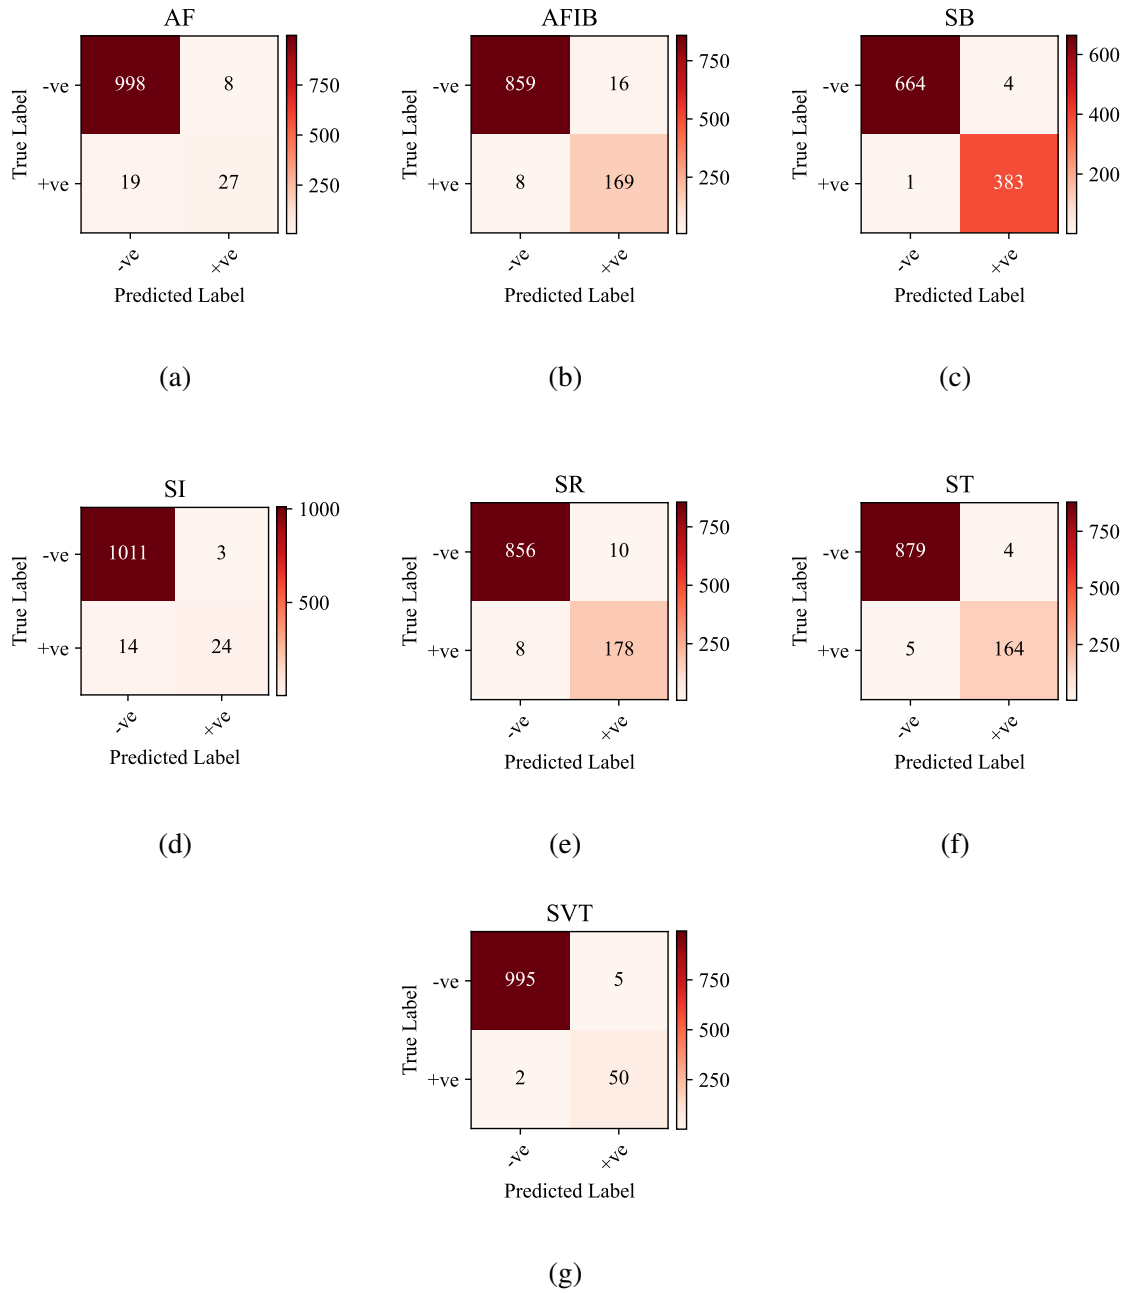 AF
998 8 750
-ve
500
19 27 250
+ve
True Label
-ve +ve
Predicted Label
(a)
AFIB
859 16 750
-ve
500
8 169 250
+ve
True Label
-ve +ve
Predicted Label
(b)
SB
600
-ve 664 4
400
+ve 1 383 200
True Label
-ve +ve
Predicted Label
(c)
SI
1000
-ve 1011 3
500
+ve 14 24
True Label
-ve +ve
Predicted Label
(d)
SR
750
-ve 856 10
500
+ve 8 178 250
True Label
-ve +ve
Predicted Label
(e)
ST
750
-ve 879 4
500
+ve 5 164 250
True Label
-ve +ve
Predicted Label
(f)
SVT
-ve 995 5 750
500
+ve 2 50 250
True Label
-ve +ve
Predicted Label
(g)